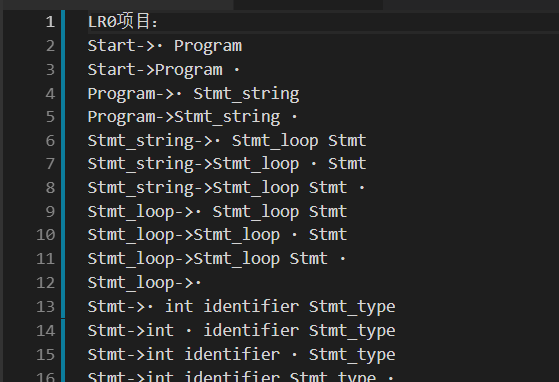 1 LR0项目:
2 Start->· Program
3 Start->Program ·
4 Program->· Stmt_string
5 Program->Stmt_string ·
6 Stmt_string->· Stmt_loop Stmt
7 Stmt_string->Stmt_loop · Stmt
8 Stmt_string->Stmt_loop Stmt ·
9 Stmt_loop->· Stmt_loop Stmt
10 Stmt_loop->Stmt_loop · Stmt
11 Stmt_loop->Stmt_loop Stmt ·
12 Stmt_loop->·
13 Stmt->· int identifier Stmt_type
14 Stmt->int · identifier Stmt_type
15 Stmt->int identifier · Stmt_type
16 Stmt->int identifier Stmt_type ·